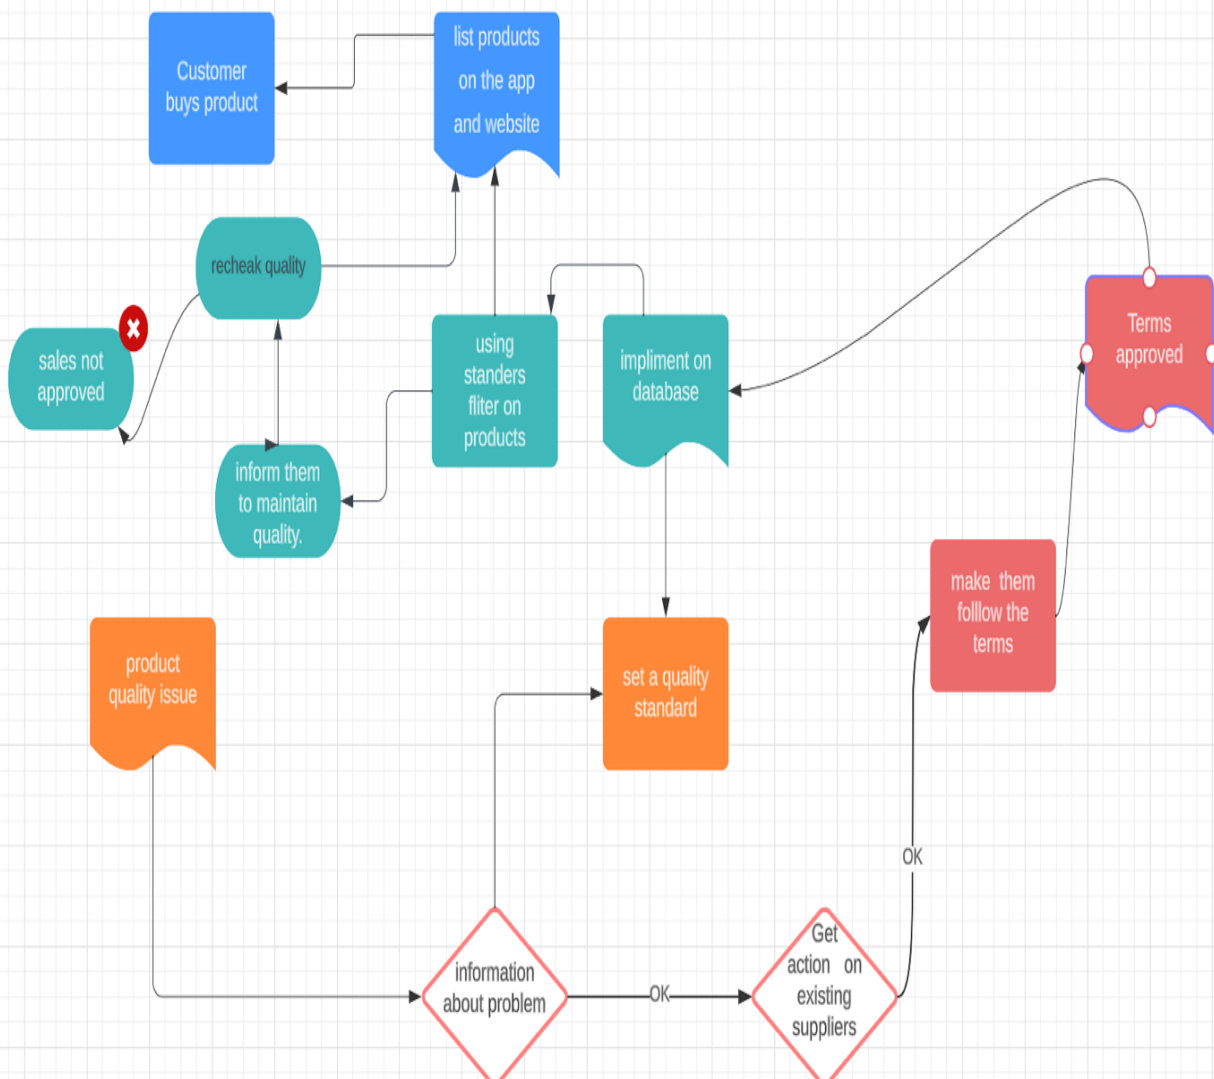 Customer
buys product
list products
on the app
and website
recheak quality
sales not
approved
using
standers
fliter on
products
impliment on
database
Terms
approved
inform them
to maintain
quality.
product
quality issue
set a quality
standard
make them
folllow the
terms
OK
information
about problem
OK
Get
action on
existing
suppliers